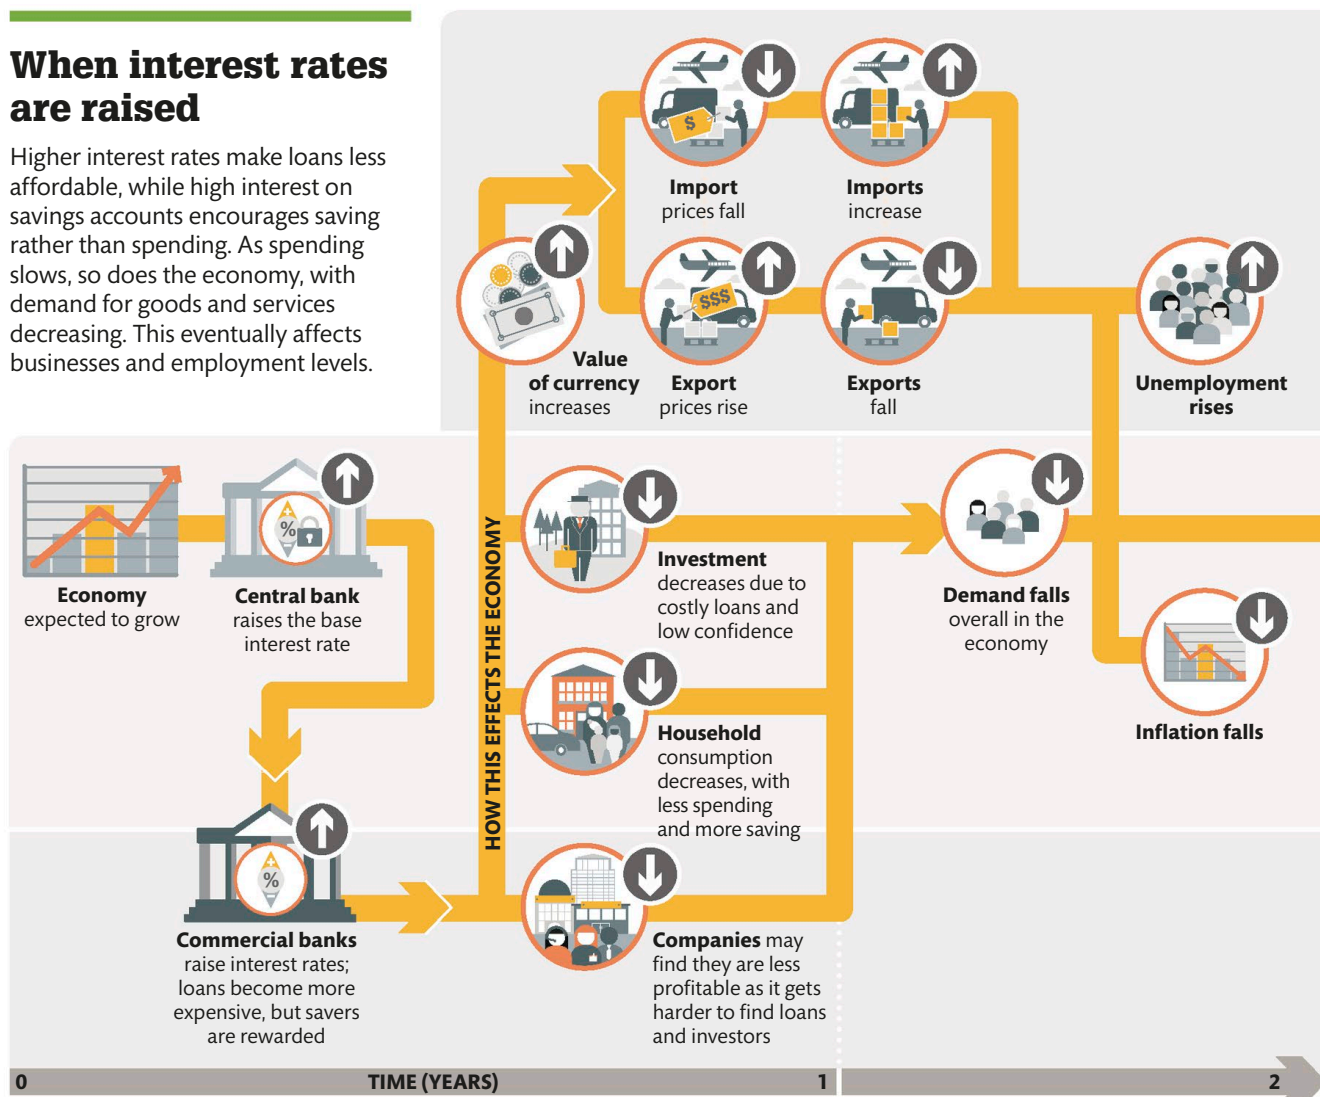 When interest rates
are raised
Higher interest rates make loans less
affordable, while high interest on
savings accounts encourages saving
rather than spending. As spending
slows, so does the economy, with
demand for goods and services
decreasing. This eventually affects
businesses and employment levels.
$
Import
prices fall
Imports
increase
Value
of currency
increases
$$$
Export
prices rise
Exports
fall
Unemployment
rises
Economy
expected to grow
%
Central bank
raises the base
interest rate
HOW THIS EFFECTS THE ECONOMY
Investment
decreases due to
costly loans and
low confidence
Household
consumption
decreases, with
less spending
and more saving
Demand falls
overall in the
economy
Inflation falls
%
Commercial banks
raise interest rates;
loans become more
expensive, but savers
are rewarded
Companies may
find they are less
profitable as it gets
harder to find loans
and investors
0
TIME (YEARS)
1
2